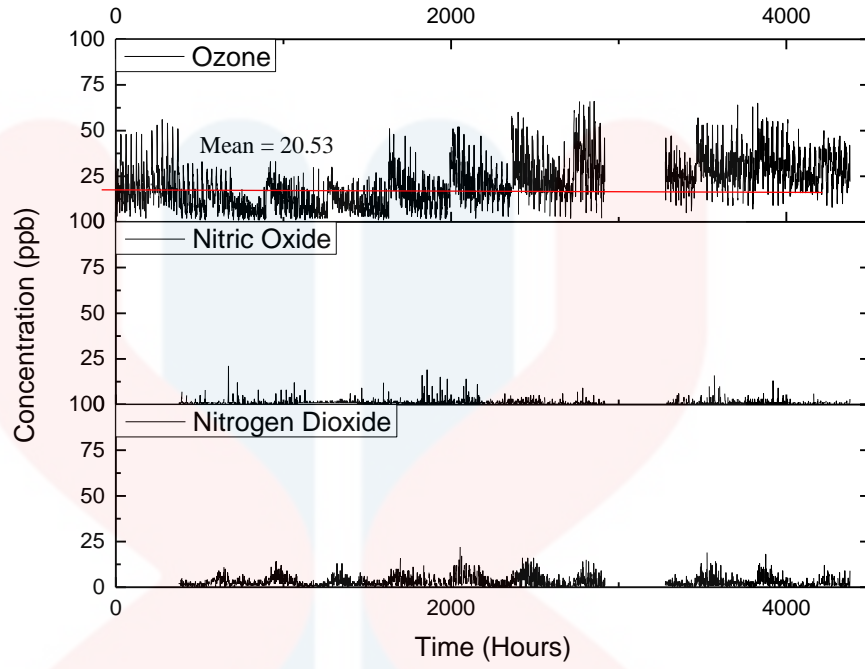 0 2000 4000
100
Ozone
75
50
Mean = 20.53
25
100
Nitric Oxide
75
50
25
100
Nitrogen Dioxide
75
50
25
0
0 2000 4000
Concentration (ppb)
Time (Hours)